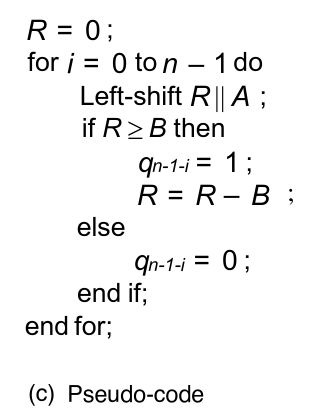 R = 0 ;
for i = 0 to n – 1 do
Left-shift R || A ;
if R ≥ B then
qn-1-i = 1 ;
R = R – B ;
else
qn-1-i = 0 ;
end if;
end for;
(c) Pseudo-code